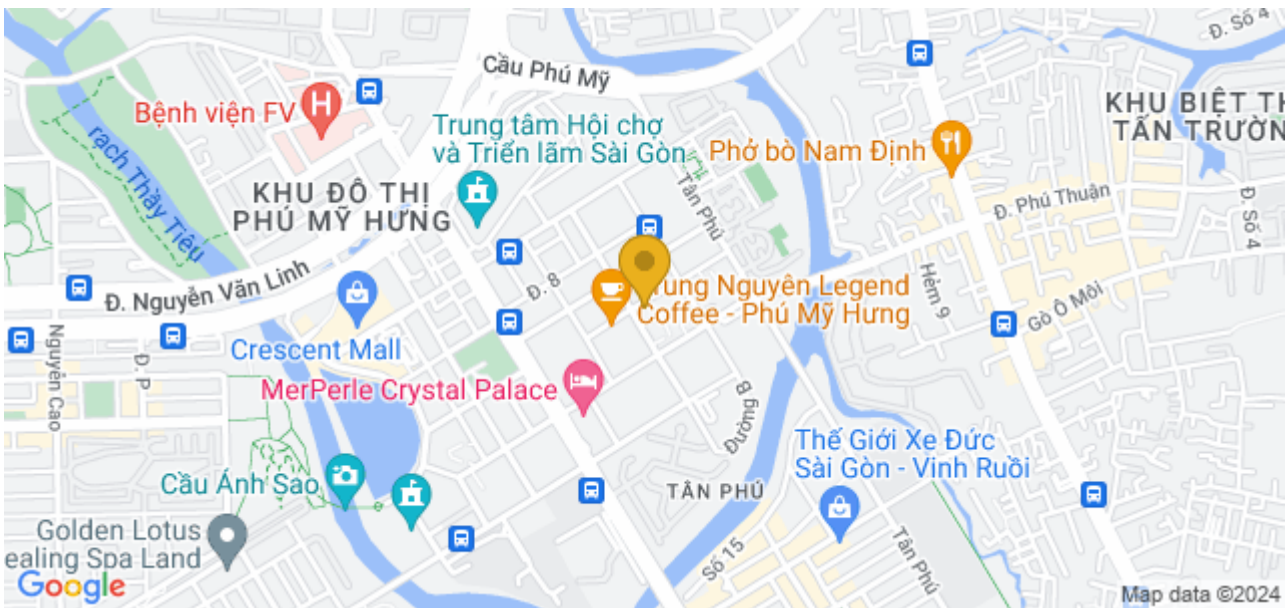 Đ. Số 4
Cầu Phú Mỹ
Bệnh viện FV
H
KHU BIỆT TH
TẤN TRƯỜN
Trung tâm Hội chợ
và Triển lãm Sài Gòn
Phở bò Nam Định
rạch Thầy Tiêu
KHU ĐÔ THỊ
PHÚ MỸ HƯNG
Tân Phú
Đ. Phú Thuận
Đ. Số 4
Đ. Nguyễn Văn Linh
Đ. 8
Trung Nguyên Legend
Coffee - Phú Mỹ Hưng
Hẻm 9
Gò Ô Môi
Crescent Mall
Nguyễn Cao
Đ. P
MerPerle Crystal Palace
Đường B
Thế Giới Xe Đức
Sài Gòn - Vinh Ruồi
Cầu Ánh Sao
TÂN PHÚ
Golden Lotus
ealing Spa Land
Số 15
Tân Phú
Google
Map data ©2024